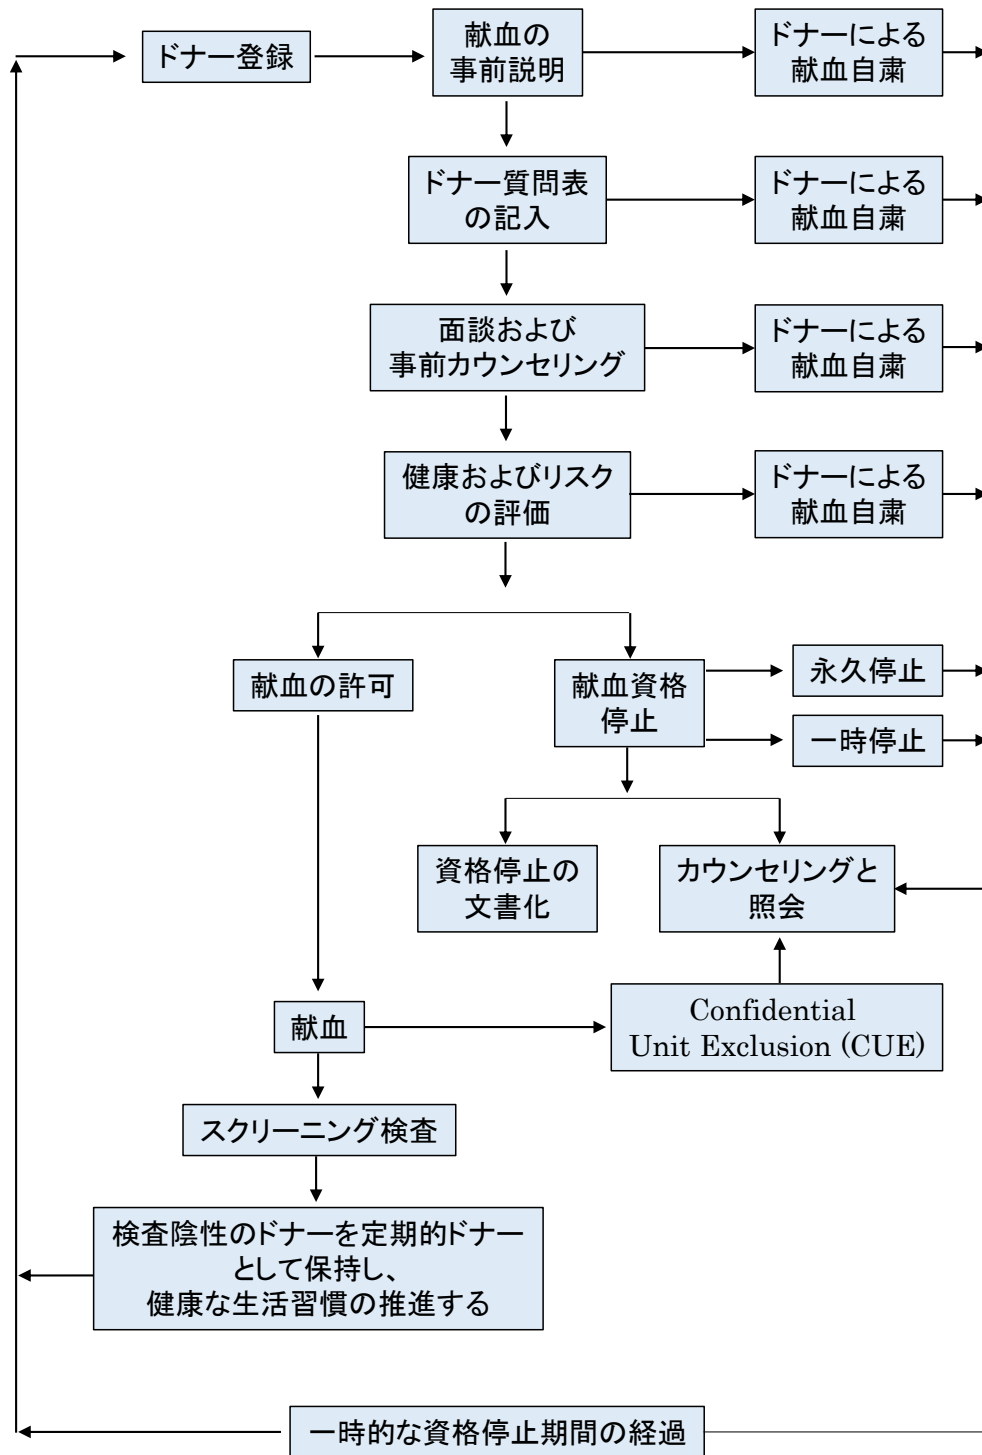 ドナー登録
献血の
事前説明
ドナーによる
献血自粛
ドナー質問表
の記入
ドナーによる
献血自粛
面談および
事前カウンセリング
ドナーによる
献血自粛
健康およびリスク
の評価
ドナーによる
献血自粛
献血の許可
献血資格
停止
永久停止
一時停止
資格停止の
文書化
カウンセリングと
照会
献血
Confidential
Unit Exclusion (CUE)
スクリーニング検査
検査陰性のドナーを定期的ドナー
として保持し、
健康な生活習慣の推進する
一時的な資格停止期間の経過